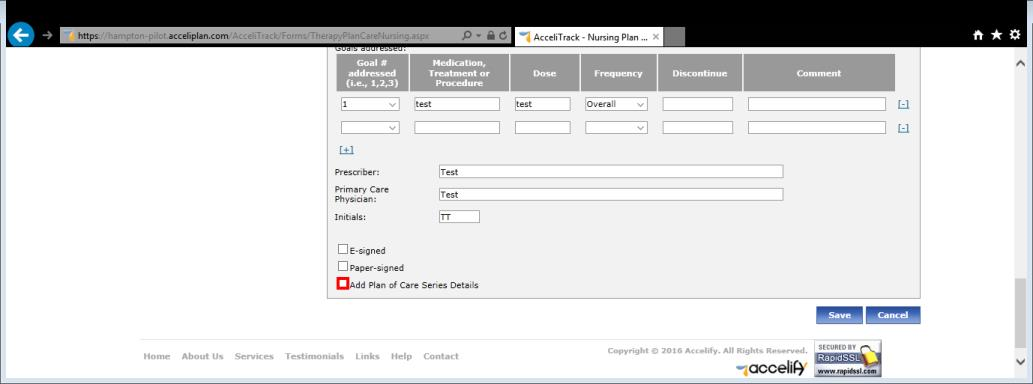 https://hampton-pilot.acceliplan.com/AcceliTrack/Forms/TherapyPlanCareNursing.aspx
AcceliTrack - Nursing Plan ... ×
Goals addressed:
Goal # addressed (i.e., 1,2,3) Medication, Treatment or Procedure Dose Frequency Discontinue Comment
1 test test Overall [-]
[-]
[+]
Prescriber: Test
Primary Care Physician: Test
Initials: TT
E-signed
Paper-signed
Add Plan of Care Series Details
Save Cancel
Home About Us Services Testimonials Links Help Contact
Copyright © 2016 Accelify. All Rights Reserved.
accelify
SECURED BY
RapidSSL
www.rapidssl.com